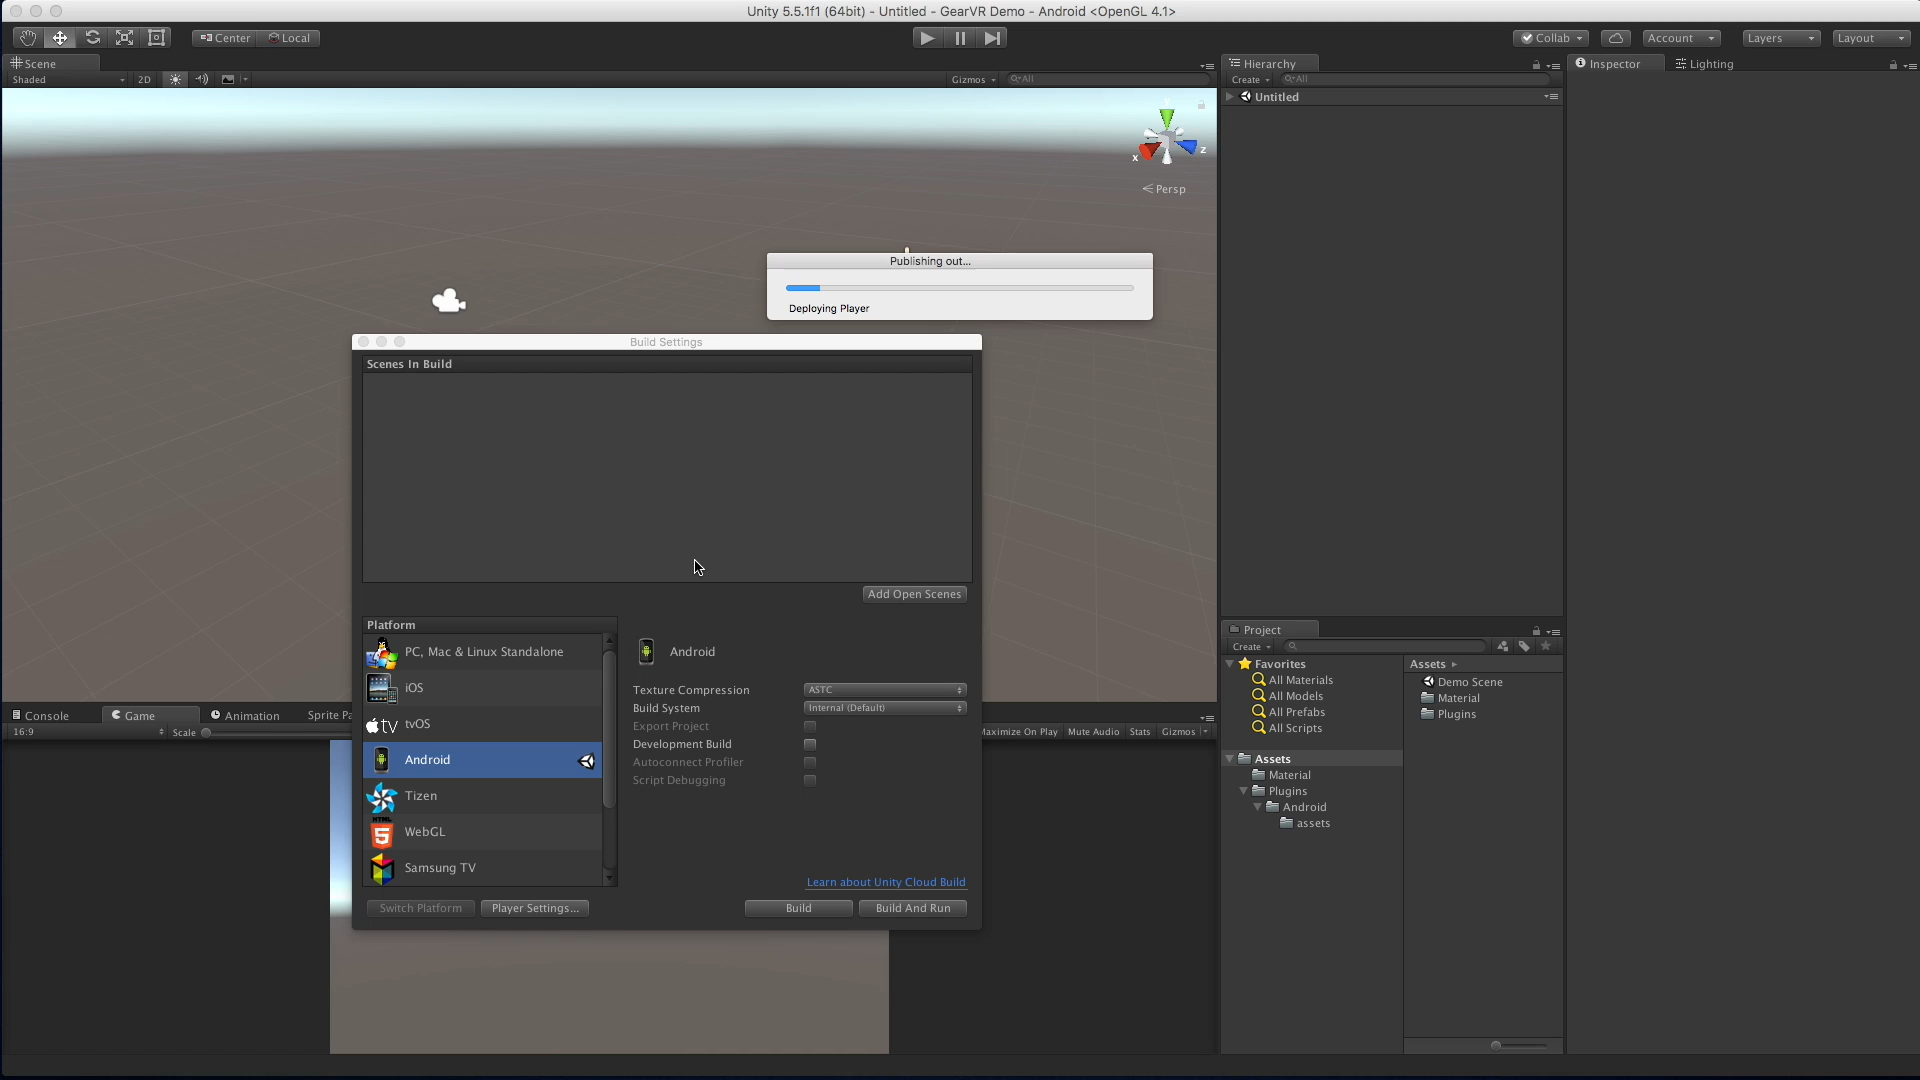 Unity 5.5.1f1 (64bit) - Untitled - GearVR Demo - Android <OpenGL 4.1>
Center Local
Collab Account Layers Layout
Scene
Shaded 2D Gizmos All
x z
Persp
Hierarchy
Create All
Untitled
Inspector Lighting
Publishing out...
Deploying Player
Build Settings
Scenes In Build
Add Open Scenes
Platform
PC, Mac & Linux Standalone
iOS
tv tvOS
Android
Tizen
HTML
5 WebGL
Samsung TV
Android
Texture Compression ASTC
Build System Internal (Default)
Export Project
Development Build
Autoconnect Profiler
Script Debugging
Learn about Unity Cloud Build
Switch Platform Player Settings... Build Build And Run
Console Game Animation Sprite Pa
16:9 Scale
Maximize On Play Mute Audio Stats Gizmos
Project
Create
Favorites
All Materials
All Models
All Prefabs
All Scripts
Assets
Material
Plugins
Android
assets
Assets
Demo Scene
Material
Plugins